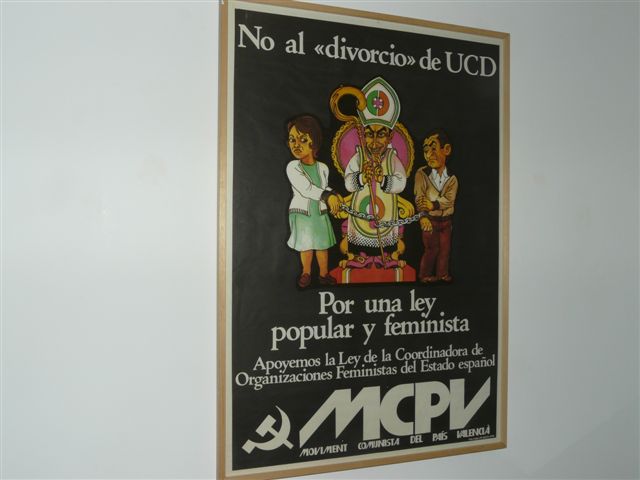 No al «divorcio» de UCD
Por una ley
popular y feminista
Apoyemos la Ley de la Coordinadora de
Organizaciones Feministas del Estado español
MCPV
MOVIMENT COMUNISTA DEL PAÍS VALENCIÀ